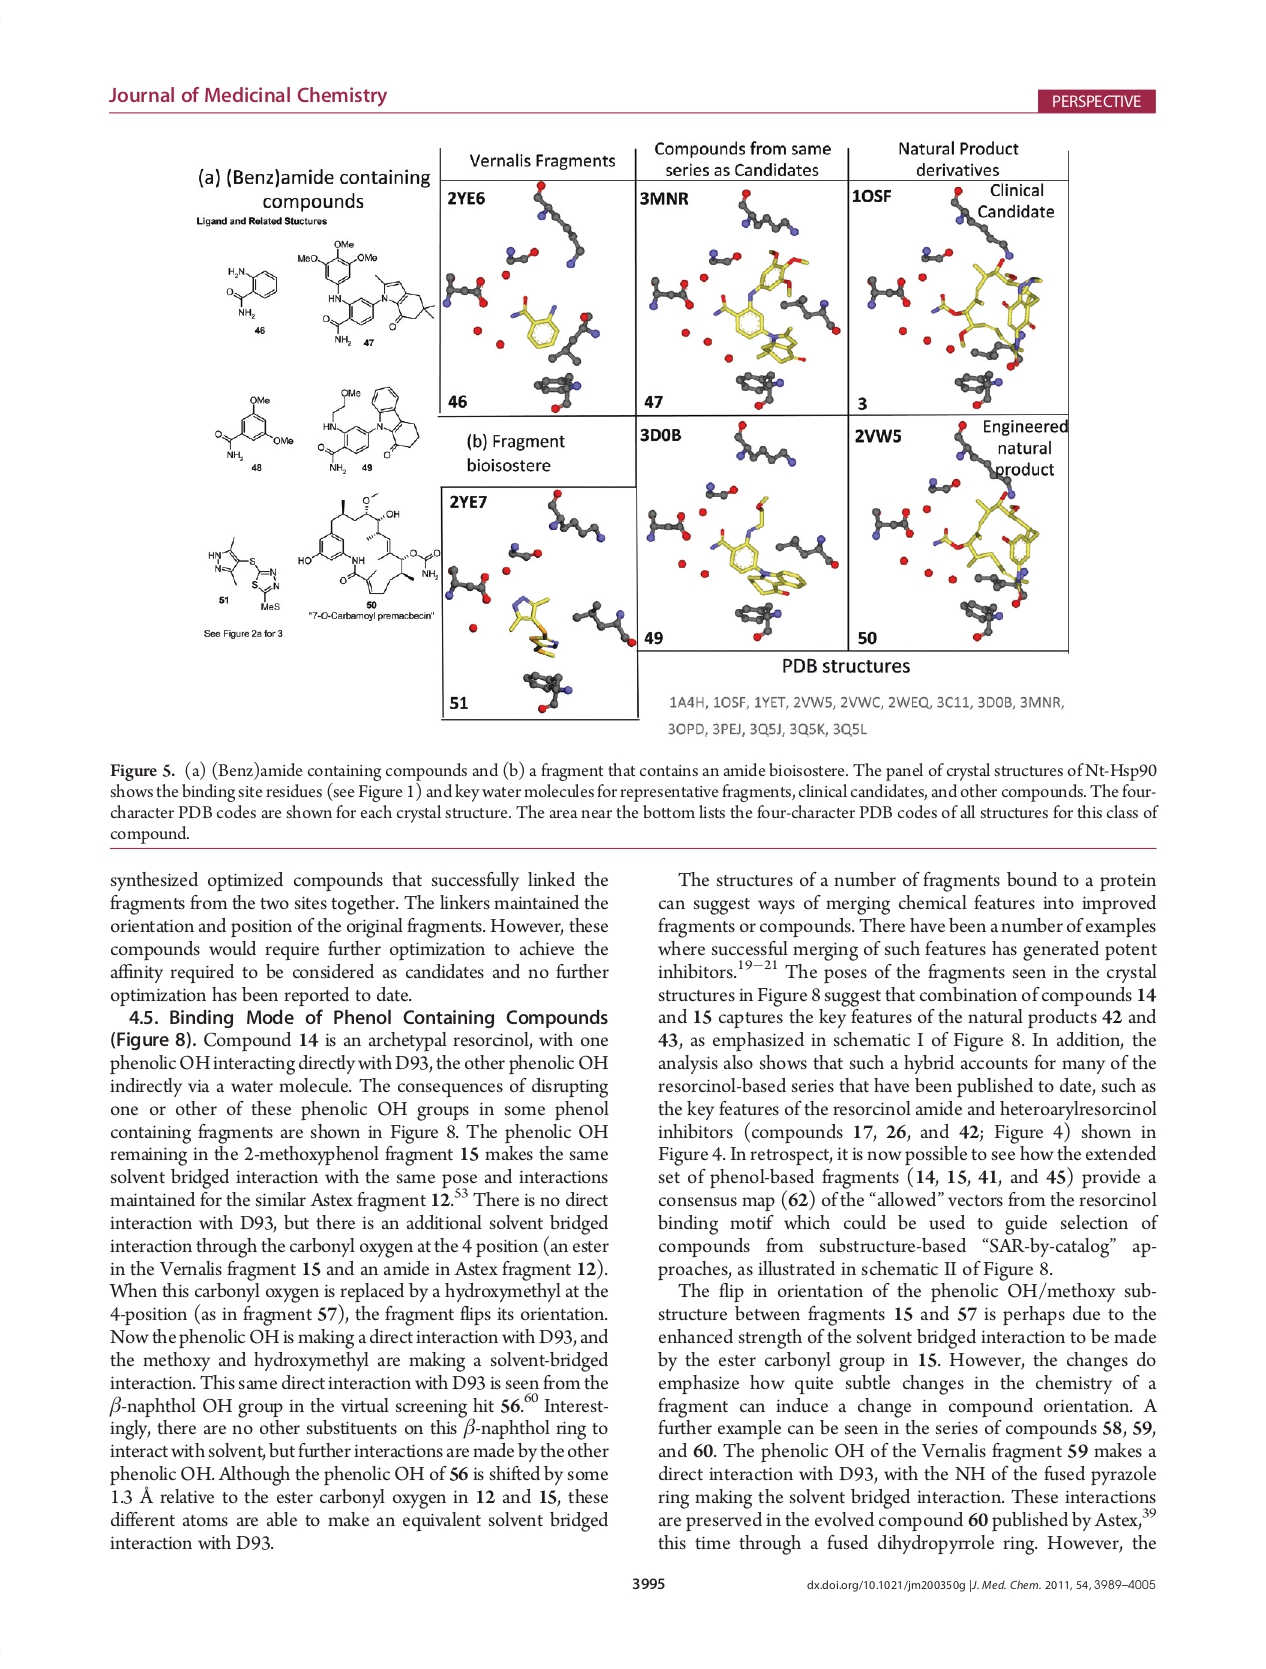 Journal of Medicinal Chemistry
PERSPECTIVE
(a) (Benz)amide containing
compounds
Ligand and Related Stuctures
H₂N
O
NH₂
46
OMe
MeO
OMe
HN
N
O
O
NH₂
47
OMe
OMe
O
NH₂
48
OMe
HN
N
O
O
NH₂
49
HN
N
S
N
S
N
MeS
51
O
OH
HO
NH
O
O
O
NH₂
50
"7-O-Carbamoyl premacbecin"
See Figure 2a for 3
Vernalis Fragments
Compounds from same
series as Candidates
Natural Product
derivatives
2YE6
46
3MNR
47
1OSF
Clinical
Candidate
3
(b) Fragment
bioisostere
2YE7
51
3D0B
49
2VW5
Engineered
natural
product
50
PDB structures
1A4H, 1OSF, 1YET, 2VW5, 2VWC, 2WEQ, 3C11, 3D0B, 3MNR,
3OPD, 3PEJ, 3Q5J, 3Q5K, 3Q5L
Figure 5. (a) (Benz)amide containing compounds and (b) a fragment that contains an amide bioisostere. The panel of crystal structures of Nt-Hsp90
shows the binding site residues (see Figure 1) and key water molecules for representative fragments, clinical candidates, and other compounds. The four-
character PDB codes are shown for each crystal structure. The area near the bottom lists the four-character PDB codes of all structures for this class of
compound.
synthesized optimized compounds that successfully linked the
fragments from the two sites together. The linkers maintained the
orientation and position of the original fragments. However, these
compounds would require further optimization to achieve the
affinity required to be considered as candidates and no further
optimization has been reported to date.
4.5. Binding Mode of Phenol Containing Compounds
(Figure 8). Compound 14 is an archetypal resorcinol, with one
phenolic OH interacting directly with D93, the other phenolic OH
indirectly via a water molecule. The consequences of disrupting
one or other of these phenolic OH groups in some phenol
containing fragments are shown in Figure 8. The phenolic OH
remaining in the 2-methoxyphenol fragment 15 makes the same
solvent bridged interaction with the same pose and interactions
maintained for the similar Astex fragment 12.⁵³ There is no direct
interaction with D93, but there is an additional solvent bridged
interaction through the carbonyl oxygen at the 4 position (an ester
in the Vernalis fragment 15 and an amide in Astex fragment 12).
When this carbonyl oxygen is replaced by a hydroxymethyl at the
4-position (as in fragment 57), the fragment flips its orientation.
Now the phenolic OH is making a direct interaction with D93, and
the methoxy and hydroxymethyl are making a solvent-bridged
interaction. This same direct interaction with D93 is seen from the
β-naphthol OH group in the virtual screening hit 56.⁶⁰ Interest-
ingly, there are no other substituents on this β-naphthol ring to
interact with solvent, but further interactions are made by the other
phenolic OH. Although the phenolic OH of 56 is shifted by some
1.3 Å relative to the ester carbonyl oxygen in 12 and 15, these
different atoms are able to make an equivalent solvent bridged
interaction with D93.
The structures of a number of fragments bound to a protein
can suggest ways of merging chemical features into improved
fragments or compounds. There have been a number of examples
where successful merging of such features has generated potent
inhibitors.¹⁹⁻²¹ The poses of the fragments seen in the crystal
structures in Figure 8 suggest that combination of compounds 14
and 15 captures the key features of the natural products 42 and
43, as emphasized in schematic I of Figure 8. In addition, the
analysis also shows that such a hybrid accounts for many of the
resorcinol-based series that have been published to date, such as
the key features of the resorcinol amide and heteroarylresorcinol
inhibitors (compounds 17, 26, and 42; Figure 4) shown in
Figure 4. In retrospect, it is now possible to see how the extended
set of phenol-based fragments (14, 15, 41, and 45) provide a
consensus map (62) of the “allowed” vectors from the resorcinol
binding motif which could be used to guide selection of
compounds from substructure-based “SAR-by-catalog” ap-
proaches, as illustrated in schematic II of Figure 8.
The flip in orientation of the phenolic OH/methoxy sub-
structure between fragments 15 and 57 is perhaps due to the
enhanced strength of the solvent bridged interaction to be made
by the ester carbonyl group in 15. However, the changes do
emphasize how quite subtle changes in the chemistry of a
fragment can induce a change in compound orientation. A
further example can be seen in the series of compounds 58, 59,
and 60. The phenolic OH of the Vernalis fragment 59 makes a
direct interaction with D93, with the NH of the fused pyrazole
ring making the solvent bridged interaction. These interactions
are preserved in the evolved compound 60 published by Astex,³⁹
this time through a fused dihydropyrrole ring. However, the
3995
dx.doi.org/10.1021/jm200350g |J. Med. Chem. 2011, 54, 3989–4005